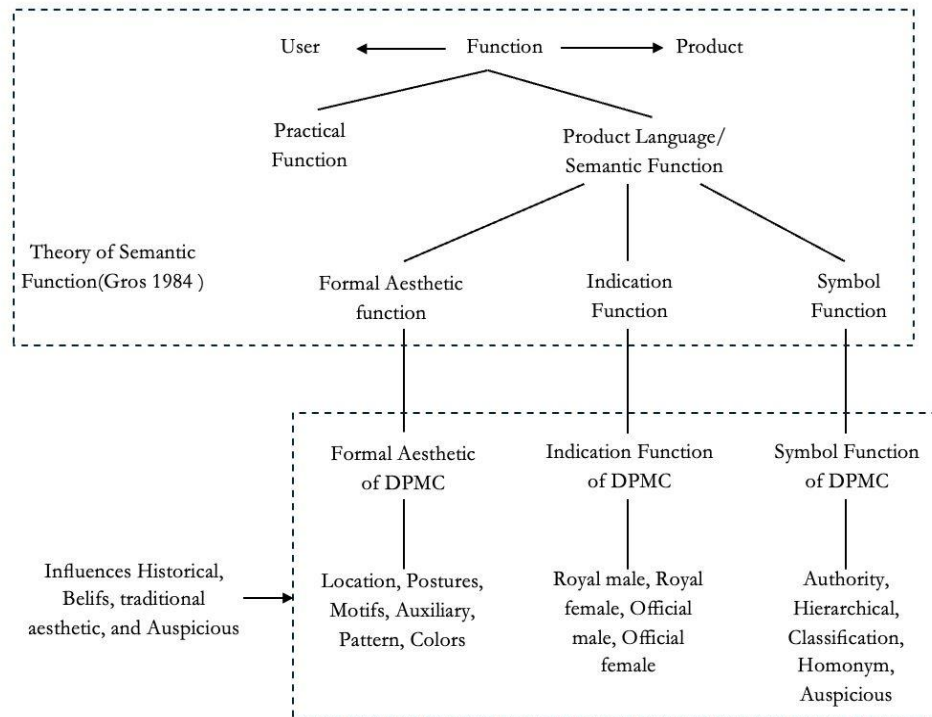 User Function Product
Practical
Function
Product Language/
Semantic Function
Theory of Semantic
Function(Gros 1984 )
Formal Aesthetic
function
Indication
Function
Symbol
Function
Formal Aesthetic
of DPMC
Indication Function
of DPMC
Symbol Function
of DPMC
Influences Historical,
Belifs, traditional
aesthetic, and Auspicious
Location, Postures,
Motifs, Auxiliary,
Pattern, Colors
Royal male, Royal
female, Official
male, Official
female
Authority,
Hierarchical,
Classification,
Homonym,
Auspicious